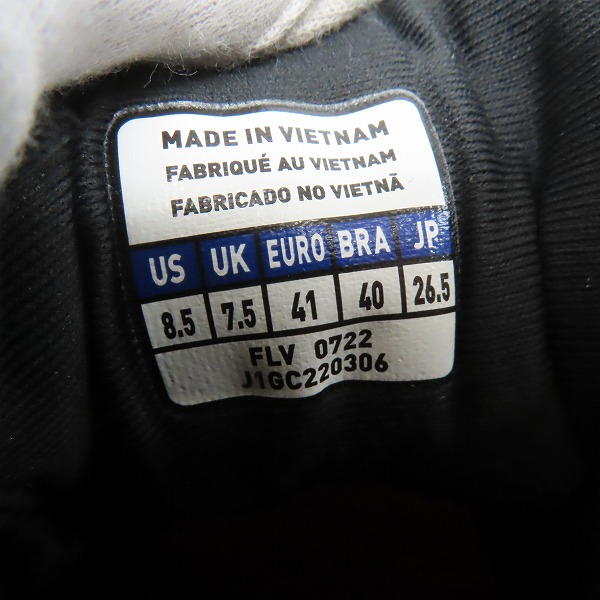 MADE IN VIETNAM
FABRIQUÉ AU VIETNAM
FABRICADO NO VIETNÃ
US UK EURO BRA JP
8.5 7.5 41 40 26.5
FLV 0722
J1GC220306